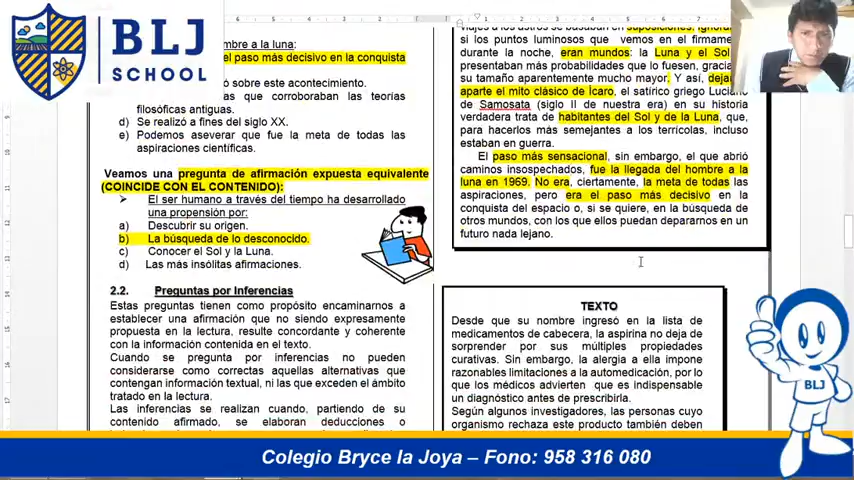 BLJ
SCHOOL
mbre a la luna:
el paso más decisivo en la conquista
ó sobre este acontecimiento.
as que corroboraban las teorías
filosóficas antiguas.
d) Se realizó a fines del siglo XX.
e) Podemos aseverar que fue la meta de todas las
aspiraciones científicas.
Veamos una pregunta de afirmación expuesta equivalente
(COINCIDE CON EL CONTENIDO):
➢ El ser humano a través del tiempo ha desarrollado
una propensión por:
a) Descubrir su origen.
b) La búsqueda de lo desconocido.
c) Conocer el Sol y la Luna.
d) Las más insólitas afirmaciones.
2.2. Preguntas por Inferencias
Estas preguntas tienen como propósito encaminarnos a
establecer una afirmación que no siendo expresamente
propuesta en la lectura, resulte concordante y coherente
con la información contenida en el texto.
Cuando se pregunta por inferencias no pueden
considerarse como correctas aquellas alternativas que
contengan información textual, ni las que exceden el ámbito
tratado en la lectura.
Las inferencias se realizan cuando, partiendo de su
contenido afirmado, se elaboran deducciones o
viajes a los astros se basaban en suposiciones, ignoran
si los puntos luminosos que vemos en el firmame
durante la noche, eran mundos: la Luna y el Sol
presentaban más probabilidades que lo fuesen, gracia
su tamaño aparentemente mucho mayor. Y así, deja
aparte el mito clásico de Ícaro, el satírico griego Lucia
de Samosata (siglo II de nuestra era) en su historia
verdadera trata de habitantes del Sol y de la Luna, que,
para hacerlos más semejantes a los terrícolas, incluso
estaban en guerra.
El paso más sensacional, sin embargo, el que abrió
caminos insospechados, fue la llegada del hombre a la
luna en 1969. No era, ciertamente, la meta de todas las
aspiraciones, pero era el paso más decisivo en la
conquista del espacio o, si se quiere, en la búsqueda de
otros mundos, con los que ellos puedan depararnos en un
futuro nada lejano.
TEXTO
Desde que su nombre ingresó en la lista de
medicamentos de cabecera, la aspirina no deja de
sorprender por sus múltiples propiedades
curativas. Sin embargo, la alergia a ella impone
razonables limitaciones a la automedicación, por lo
que los médicos advierten que es indispensable
un diagnóstico antes de prescribirla.
Según algunos investigadores, las personas cuyo
organismo rechaza este producto también deben
BLJ
Colegio Bryce la Joya – Fono: 958 316 080